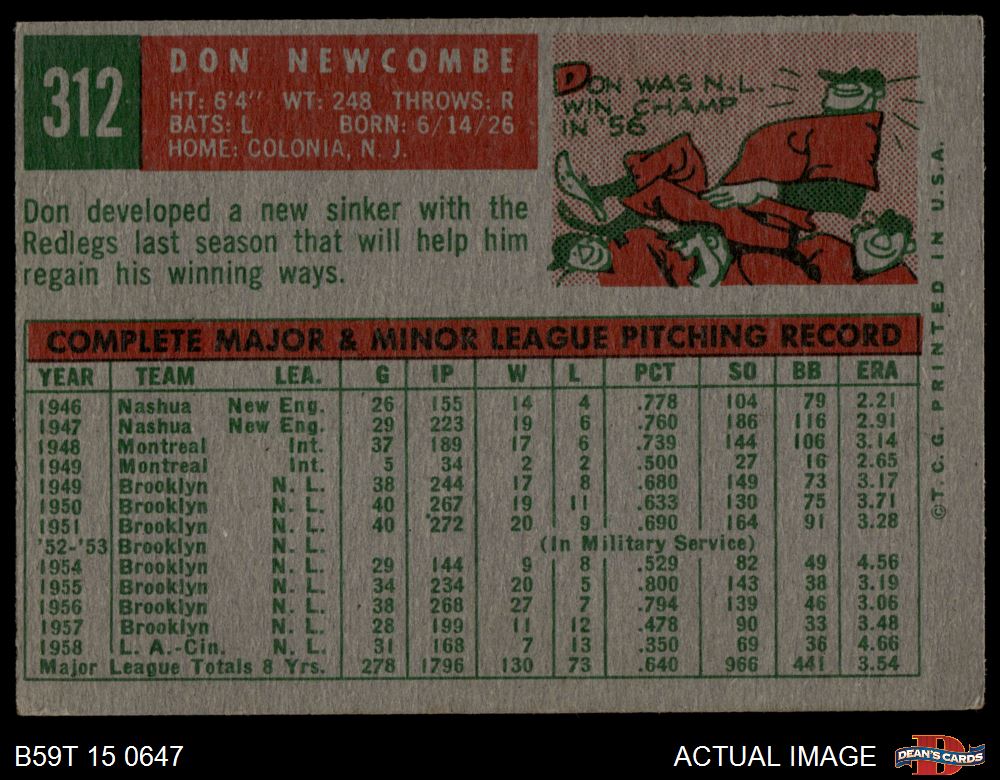 312
DON NEWCOMBE
HT: 6'4" WT: 248 THROWS: R
BATS: L BORN: 6/14/26
HOME: COLONIA, N. J.
DON WAS N.L.
WIN CHAMP
IN '56
Don developed a new sinker with the
Redlegs last season that will help him
regain his winning ways.
COMPLETE MAJOR & MINOR LEAGUE PITCHING RECORD
YEAR TEAM LEA. G IP W L PCT SO BB ERA
1946 Nashua New Eng. 26 155 14 4 .778 104 79 2.21
1947 Nashua New Eng. 29 223 19 6 .760 186 116 2.91
1948 Montreal Int. 37 189 17 6 .739 144 106 3.14
1949 Montreal Int. 5 34 2 2 .500 27 16 2.65
1949 Brooklyn N. L. 38 244 17 8 .680 149 73 3.17
1950 Brooklyn N. L. 40 267 19 11 .633 130 75 3.71
1951 Brooklyn N. L. 40 272 20 9 .690 164 91 3.28
'52-'53 Brooklyn N. L. (In Military Service)
1954 Brooklyn N. L. 29 144 9 8 .529 82 49 4.56
1955 Brooklyn N. L. 34 234 20 5 .800 143 38 3.19
1956 Brooklyn N. L. 38 268 27 7 .794 139 46 3.06
1957 Brooklyn N. L. 28 199 11 12 .478 90 33 3.48
1958 L. A.-Cin. N. L. 31 168 7 13 .350 69 36 4.66
Major League Totals 8 Yrs. 278 1796 130 73 .640 966 441 3.54
©T.C.G. PRINTED IN U.S.A.
B59T 15 0647
ACTUAL IMAGE
D
DEAN'S CARDS